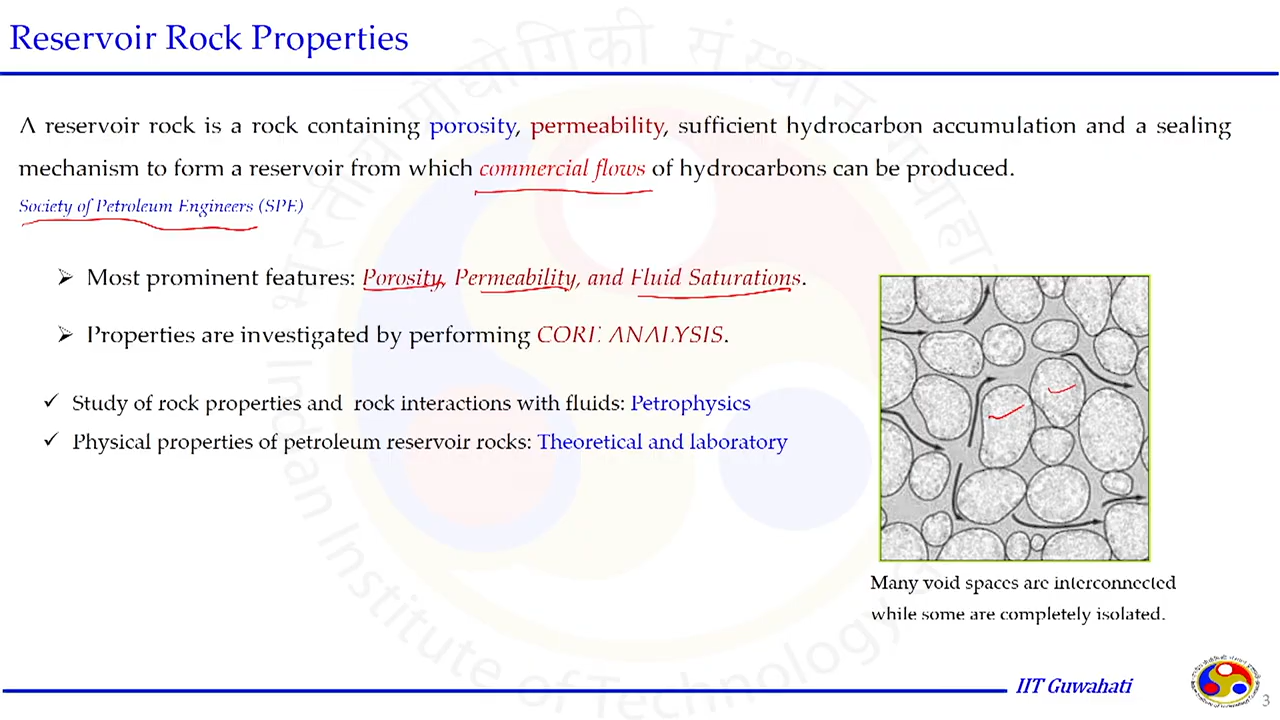 Reservoir Rock Properties
A reservoir rock is a rock containing porosity, permeability, sufficient hydrocarbon accumulation and a sealing
mechanism to form a reservoir from which commercial flows of hydrocarbons can be produced.
Society of Petroleum Engineers (SPE)
➢ Most prominent features: Porosity, Permeability, and Fluid Saturations.
➢ Properties are investigated by performing CORE ANALYSIS.
✓ Study of rock properties and rock interactions with fluids: Petrophysics
✓ Physical properties of petroleum reservoir rocks: Theoretical and laboratory
Many void spaces are interconnected
while some are completely isolated.
IIT Guwahati
3
Indian Institute of Technology